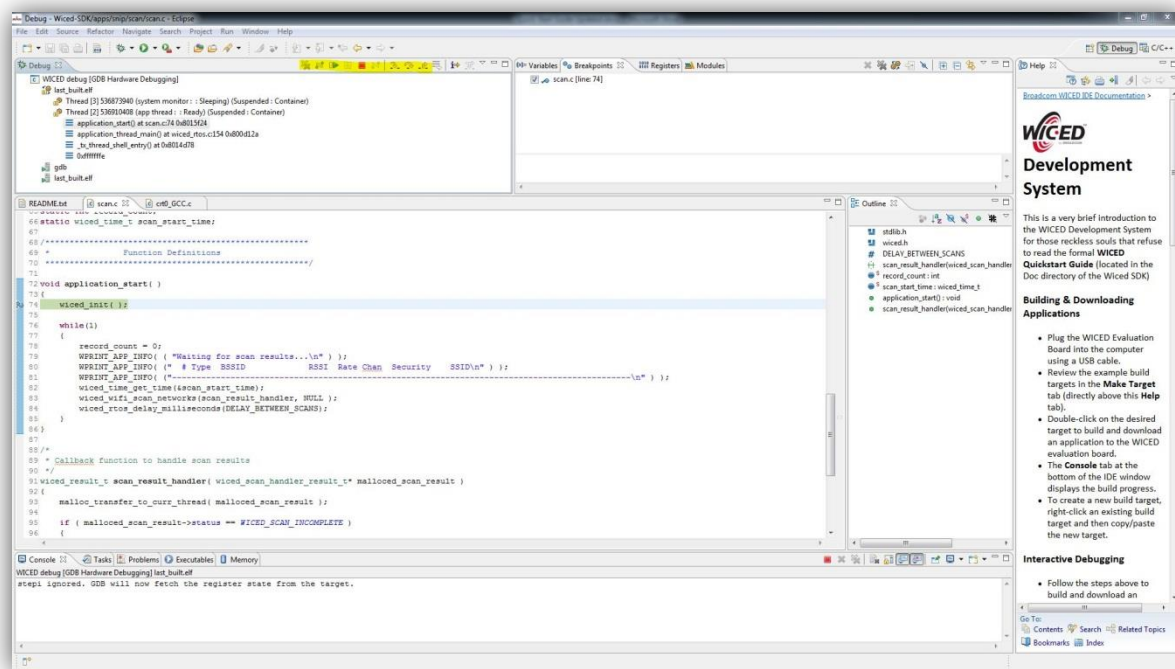 Debug - Wiced-SDK/apps/snip/scan/scan.c - Eclipse
File Edit Source Refactor Navigate Search Project Run Window Help
Debug C/C++
Debug
WICED debug [GDB Hardware Debugging]
last_built.elf
Thread [3] 536873940 (system monitor : : Sleeping) (Suspended : Container)
Thread [2] 536910408 (app thread : : Ready) (Suspended : Container)
application_start() at scan.c:74 0x8015f24
application_thread_main() at wiced_rtos.c:154 0x800d12a
_tx_thread_shell_entry() at 0x8014d78
0xfffffffe
gdb
last_built.elf
Variables Breakpoints Registers Modules
scan.c [line: 74]
README.txt scan.c crt0_GCC.c
66 static wiced_time_t scan_start_time;
67
68 /******************************************************
69 * Function Definitions
70 ******************************************************/
71
72 void application_start( )
73 {
74 wiced_init( );
75
76 while(1)
77 {
78 record_count = 0;
79 WPRINT_APP_INFO( ( "Waiting for scan results...\n" ) );
80 WPRINT_APP_INFO( (" # Type BSSID RSSI Rate Chan Security SSID\n" ) );
81 WPRINT_APP_INFO( ("----------------------------------------------------------------------------------------------\n" ) );
82 wiced_time_get_time(&scan_start_time);
83 wiced_wifi_scan_networks(scan_result_handler, NULL );
84 wiced_rtos_delay_milliseconds(DELAY_BETWEEN_SCANS);
85 }
86 }
87
88 /*
89 * Callback function to handle scan results
90 */
91 wiced_result_t scan_result_handler( wiced_scan_handler_result_t* malloced_scan_result )
92 {
93 malloc_transfer_to_curr_thread( malloced_scan_result );
94
95 if ( malloced_scan_result->status == WICED_SCAN_INCOMPLETE )
96 {
Outline
stdlib.h
wiced.h
DELAY_BETWEEN_SCANS
scan_result_handler(wiced_scan_handler
record_count : int
scan_start_time : wiced_time_t
application_start() : void
scan_result_handler(wiced_scan_handler
Console Tasks Problems Executables Memory
WICED debug [GDB Hardware Debugging] last_built.elf
stepi ignored. GDB will now fetch the register state from the target.
Help
Broadcom WICED IDE Documentation >
WICED
Development
System
This is a very brief introduction to
the WICED Development System
for those reckless souls that refuse
to read the formal WICED
Quickstart Guide (located in the
Doc directory of the Wiced SDK)
Building & Downloading
Applications
• Plug the WICED Evaluation
Board into the computer
using a USB cable.
• Review the example build
targets in the Make Target
tab (directly above this Help
tab).
• Double-click on the desired
target to build and download
an application to the WICED
evaluation board.
• The Console tab at the
bottom of the IDE window
displays the build progress.
• To create a new build target,
right-click an existing build
target and then copy/paste
the new target.
Interactive Debugging
• Follow the steps above to
build and download an
Go To:
Contents Search Related Topics
Bookmarks Index